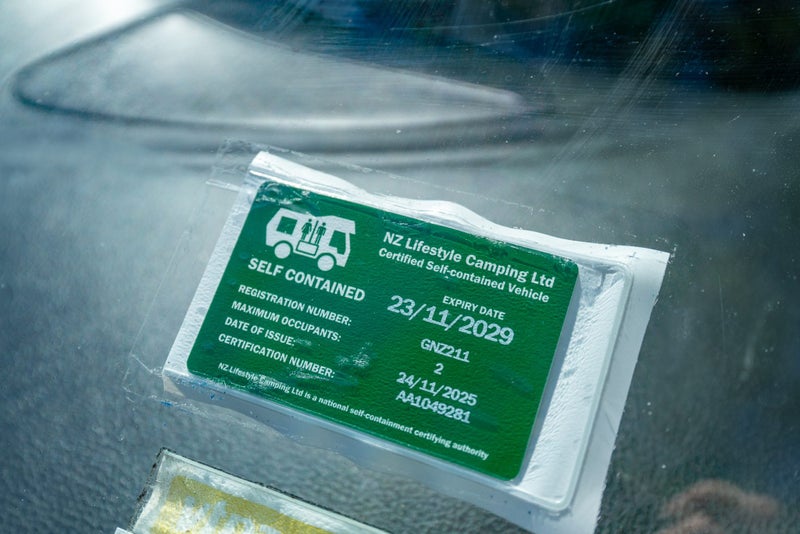 NZ Lifestyle Camping Ltd
Certified Self-contained Vehicle
SELF CONTAINED
EXPIRY DATE
23/11/2029
REGISTRATION NUMBER: GNZ211
MAXIMUM OCCUPANTS: 2
DATE OF ISSUE: 24/11/2025
CERTIFICATION NUMBER: AA1049281
NZ Lifestyle Camping Ltd is a national self-containment certifying authority